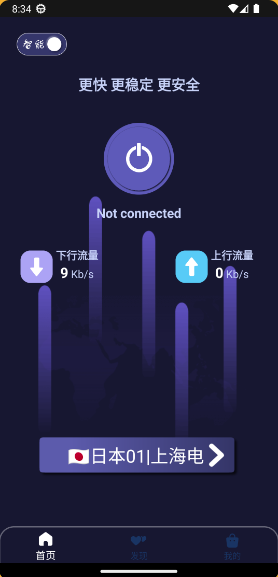 8:34
智能
更快 更稳定 更安全
Not connected
下行流量
9 Kb/s
上行流量
0 Kb/s
日本01|上海电
首页
发现
我的